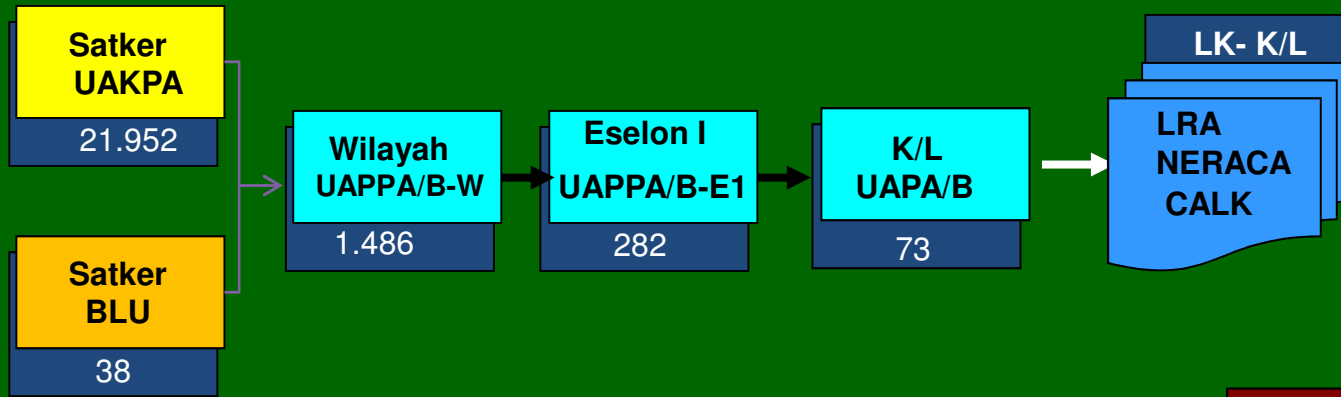 Satker
UAKPA
21.952
Satker
BLU
38
Wilayah
UAPPA/B-W
1.486
Eselon I
UAPPA/B-E1
282
K/L
UAPA/B
73
LK- K/L
LRA
NERACA
CALK